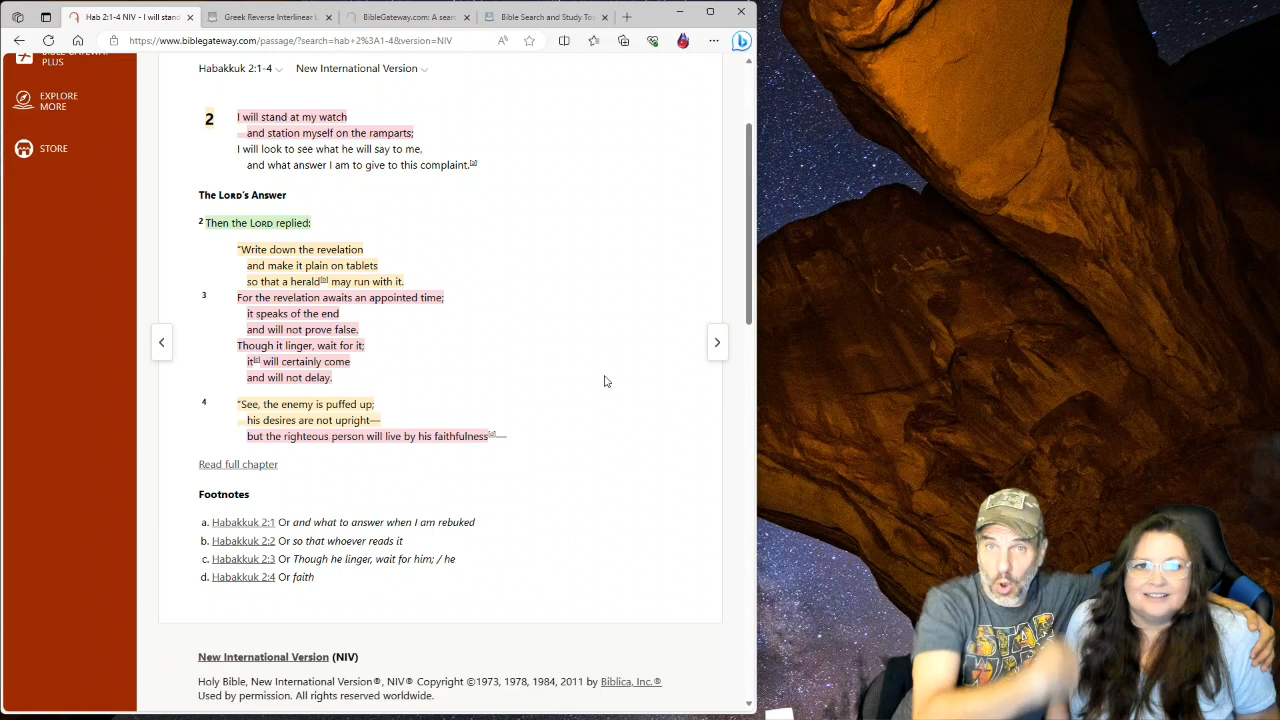 Hab 2:1-4 NIV - I will stand
Greek Reverse Interlinear L
BibleGateway.com: A sear
Bible Search and Study Too
https://www.biblegateway.com/passage/?search=hab+2%3A1-4&version=NIV
PLUS
EXPLORE
MORE
STORE
Habakkuk 2:1-4
New International Version
2 I will stand at my watch
and station myself on the ramparts;
I will look to see what he will say to me,
and what answer I am to give to this complaint.[a]
The LORD's Answer
2 Then the LORD replied:
"Write down the revelation
and make it plain on tablets
so that a herald[b] may run with it.
3 For the revelation awaits an appointed time;
it speaks of the end
and will not prove false.
Though it linger, wait for it;
it[c] will certainly come
and will not delay.
4 "See, the enemy is puffed up;
his desires are not upright—
but the righteous person will live by his faithfulness[d]—
Read full chapter
Footnotes
a. Habakkuk 2:1 Or and what to answer when I am rebuked
b. Habakkuk 2:2 Or so that whoever reads it
c. Habakkuk 2:3 Or Though he linger, wait for him; / he
d. Habakkuk 2:4 Or faith
New International Version (NIV)
Holy Bible, New International Version®, NIV® Copyright ©1973, 1978, 1984, 2011 by Biblica, Inc.®
Used by permission. All rights reserved worldwide.
STAR
WARS